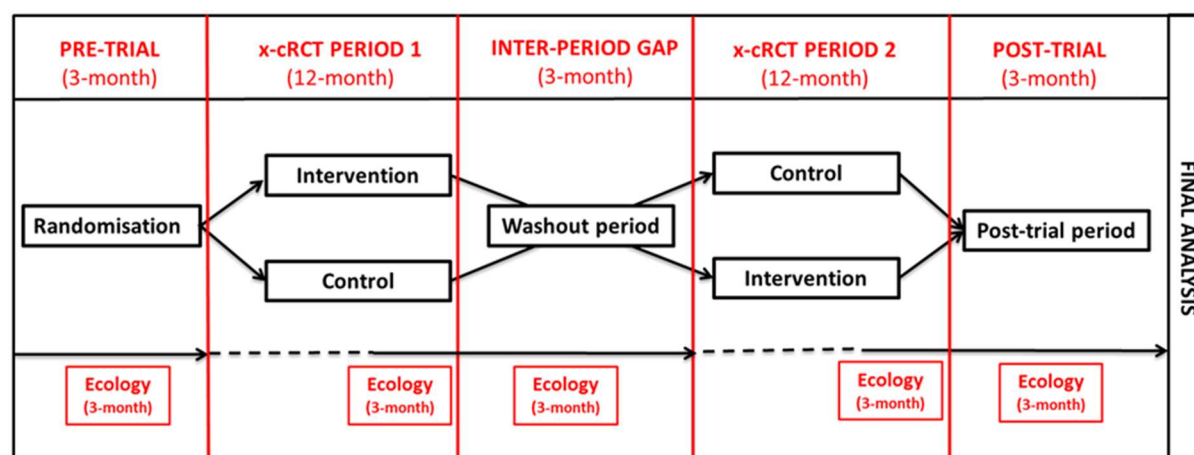 PRE-TRIAL
(3-month)
x-cRCT PERIOD 1
(12-month)
INTER-PERIOD GAP
(3-month)
x-cRCT PERIOD 2
(12-month)
POST-TRIAL
(3-month)
Randomisation
Intervention
Control
Washout period
Control
Intervention
Post-trial period
Ecology
(3-month)
Ecology
(3-month)
Ecology
(3-month)
Ecology
(3-month)
Ecology
(3-month)
FINAL ANALYSIS